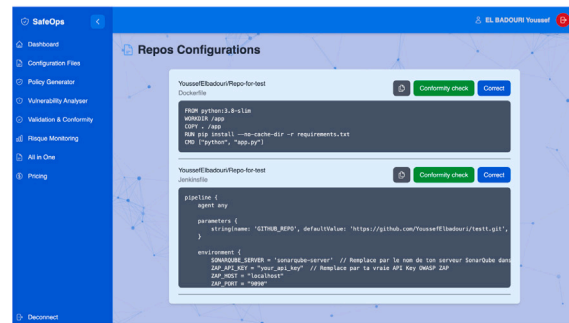 SafeOps
EL BADOURI Youssef
Dashboard
Configuration Files
Policy Generator
Vulnerability Analyser
Validation & Conformity
Risque Monitoring
All in One
Pricing
Deconnect
Repos Configurations
YoussefElbadouri/Repo-for-test
Dockerfile
Conformity check
Correct
FROM python:3.8-slim
WORKDIR /app
COPY . /app
RUN pip install --no-cache-dir -r requirements.txt
CMD ["python", "app.py"]
YoussefElbadouri/Repo-for-test
Jenkinsfile
Conformity check
Correct
pipeline {
agent any
parameters {
string(name: 'GITHUB_REPO', defaultValue: 'https://github.com/YoussefElbadouri/testt.git',
}
environment {
SONARQUBE_SERVER = 'sonarqube-server' // Remplace par le nom de ton serveur SonarQube dans
ZAP_API_KEY = "your_api_key" // Remplace par ta vraie API Key OWASP ZAP
ZAP_HOST = "localhost"
ZAP_PORT = "9090"